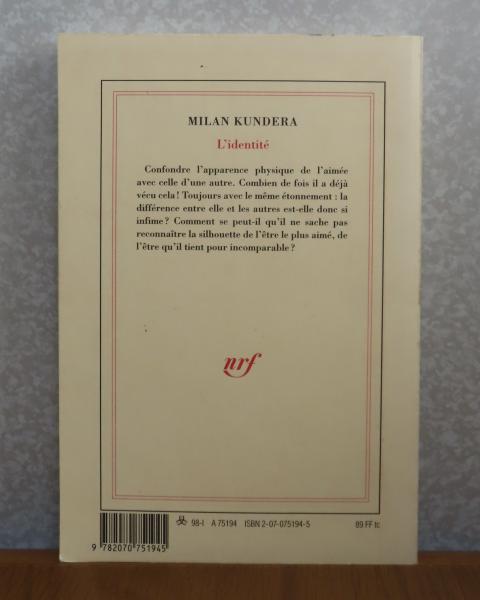 MILAN KUNDERA
L'identité
Confondre l'apparence physique de l'aimée
avec celle d'une autre. Combien de fois il a déjà
vécu cela ! Toujours avec le même étonnement : la
différence entre elle et les autres est-elle donc si
infime ? Comment se peut-il qu'il ne sache pas
reconnaître la silhouette de l'être le plus aimé, de
l'être qu'il tient pour incomparable ?
nrf
98-I A 75194 ISBN 2-07-075194-5 89 FF tc
9 782070 751945